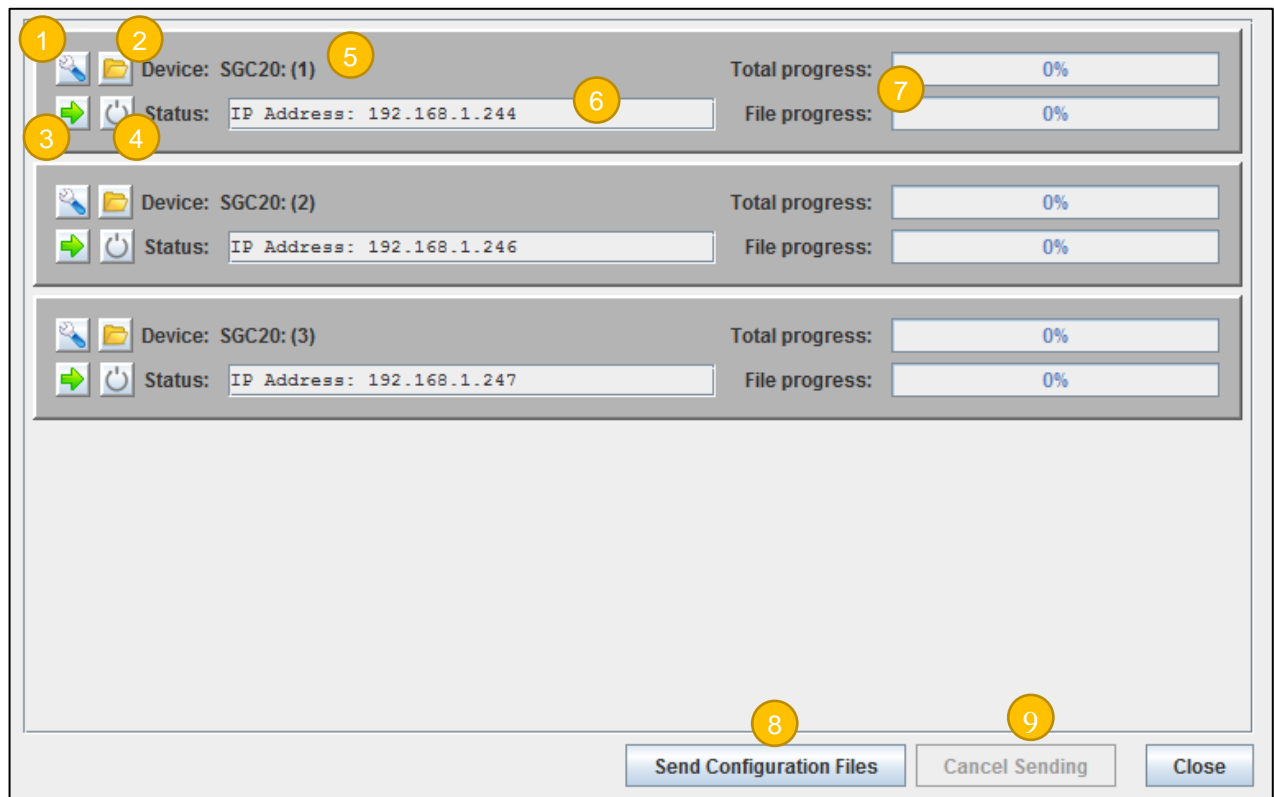 1
2
5
Device: SGC20: (1)
Total progress:
0%
7
6
Status:
IP Address: 192.168.1.244
File progress:
0%
3
4
Device: SGC20: (2)
Total progress:
0%
Status:
IP Address: 192.168.1.246
File progress:
0%
Device: SGC20: (3)
Total progress:
0%
Status:
IP Address: 192.168.1.247
File progress:
0%
8
9
Send Configuration Files
Cancel Sending
Close